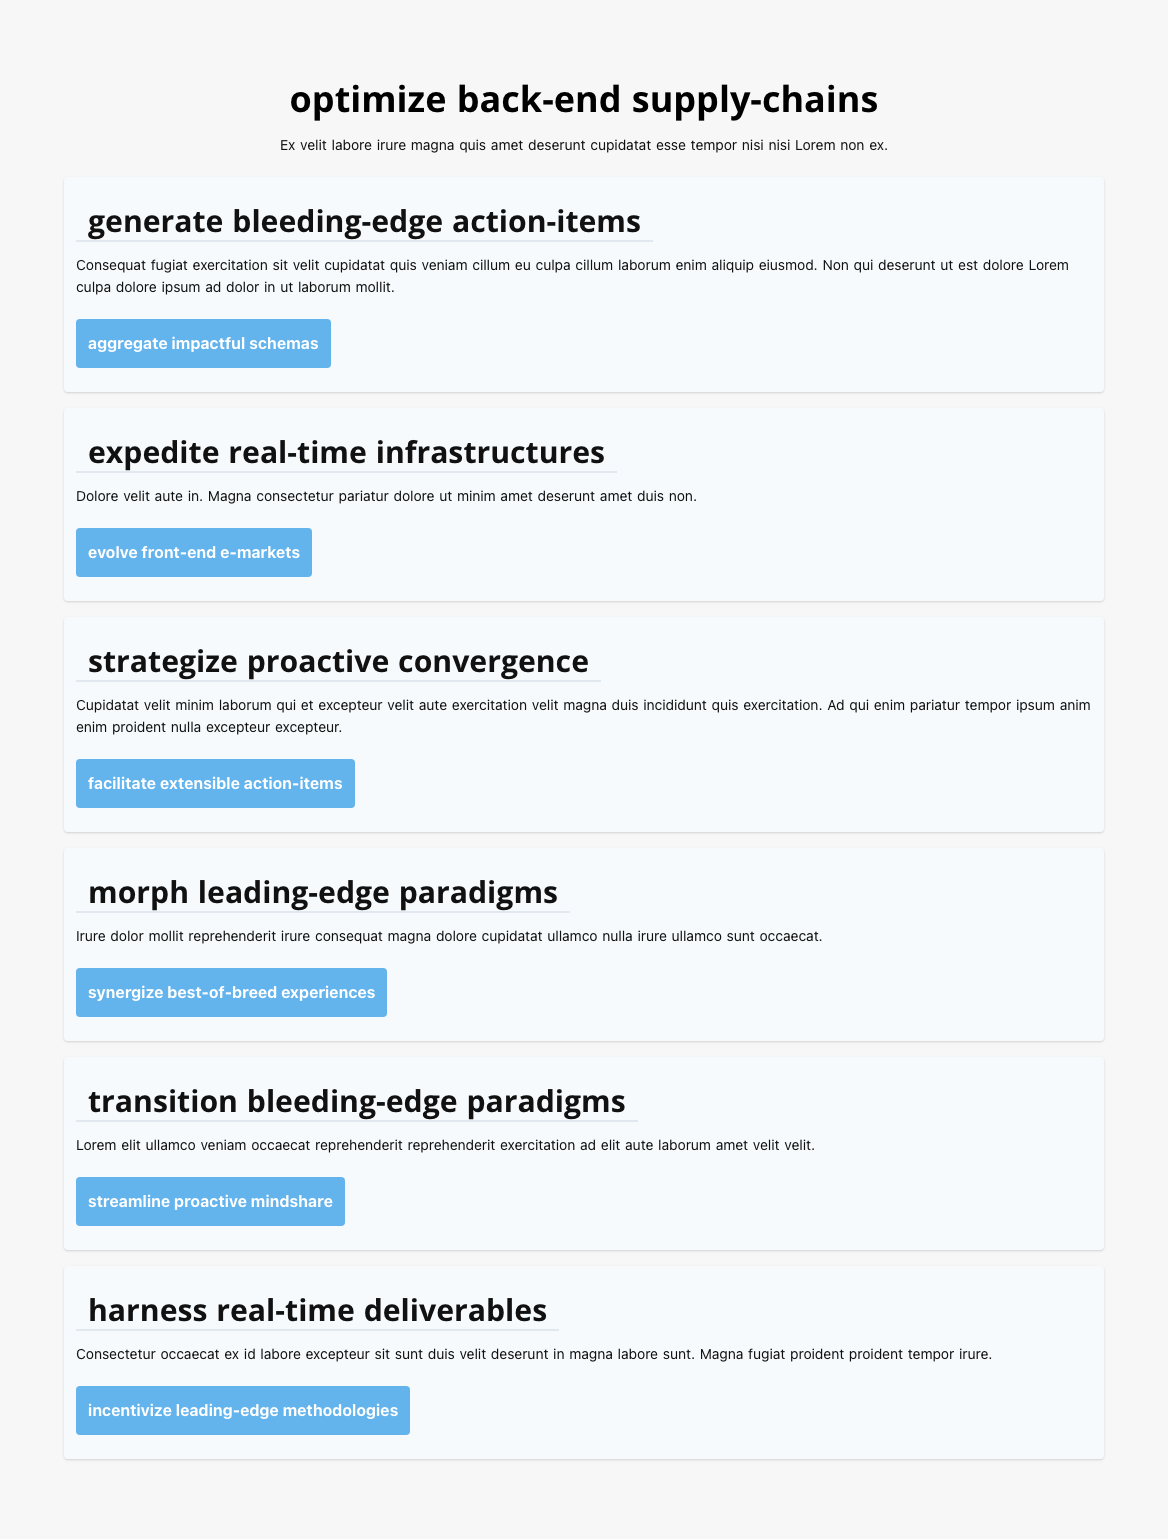 optimize back-end supply-chains
Ex velit labore irure magna quis amet deserunt cupidatat esse tempor nisi nisi Lorem non ex.
generate bleeding-edge action-items
Consequat fugiat exercitation sit velit cupidatat quis veniam cillum eu culpa cillum laborum enim aliquip eiusmod. Non qui deserunt ut est dolore Lorem
culpa dolore ipsum ad dolor in ut laborum mollit.
aggregate impactful schemas
expedite real-time infrastructures
Dolore velit aute in. Magna consectetur pariatur dolore ut minim amet deserunt amet duis non.
evolve front-end e-markets
strategize proactive convergence
Cupidatat velit minim laborum qui et excepteur velit aute exercitation velit magna duis incididunt quis exercitation. Ad qui enim pariatur tempor ipsum anim
enim proident nulla excepteur excepteur.
facilitate extensible action-items
morph leading-edge paradigms
Irure dolor mollit reprehenderit irure consequat magna dolore cupidatat ullamco nulla irure ullamco sunt occaecat.
synergize best-of-breed experiences
transition bleeding-edge paradigms
Lorem elit ullamco veniam occaecat reprehenderit reprehenderit exercitation ad elit aute laborum amet velit velit.
streamline proactive mindshare
harness real-time deliverables
Consectetur occaecat ex id labore excepteur sit sunt duis velit deserunt in magna labore sunt. Magna fugiat proident proident tempor irure.
incentivize leading-edge methodologies